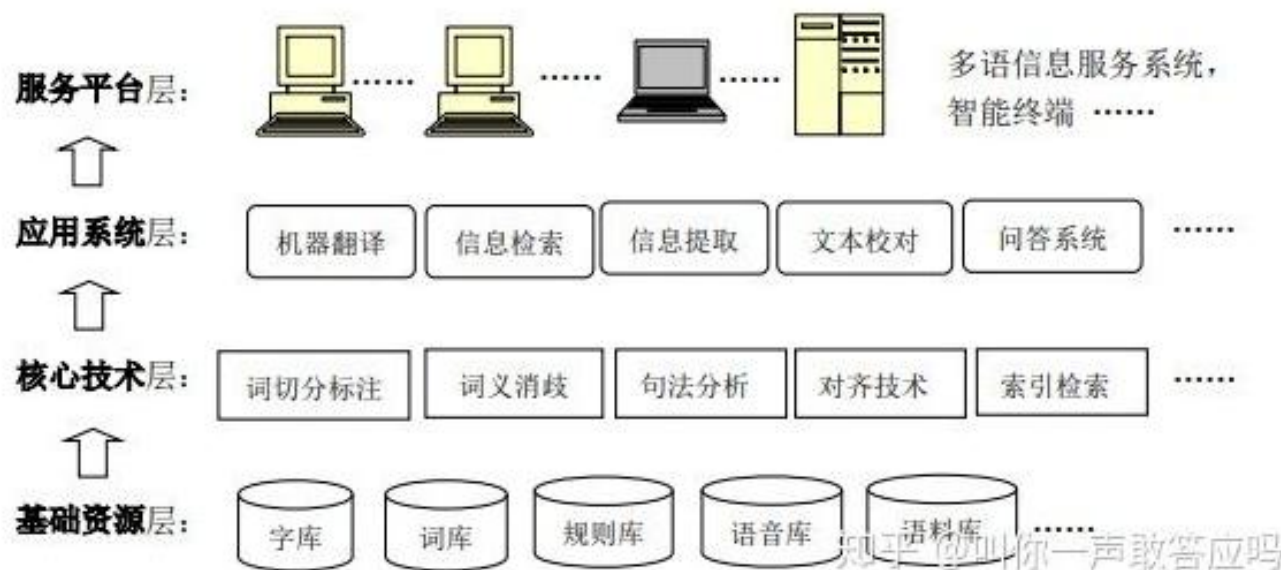 服务平台层：
…… …… ……
多语信息服务系统，
智能终端 ……
应用系统层：
机器翻译 信息检索 信息提取 文本校对 问答系统 ……
核心技术层：
词切分标注 词义消歧 句法分析 对齐技术 索引检索 ……
基础资源层：
字库 词库 规则库 语音库 语料库 ……
知乎 @叫你一声敢答应吗